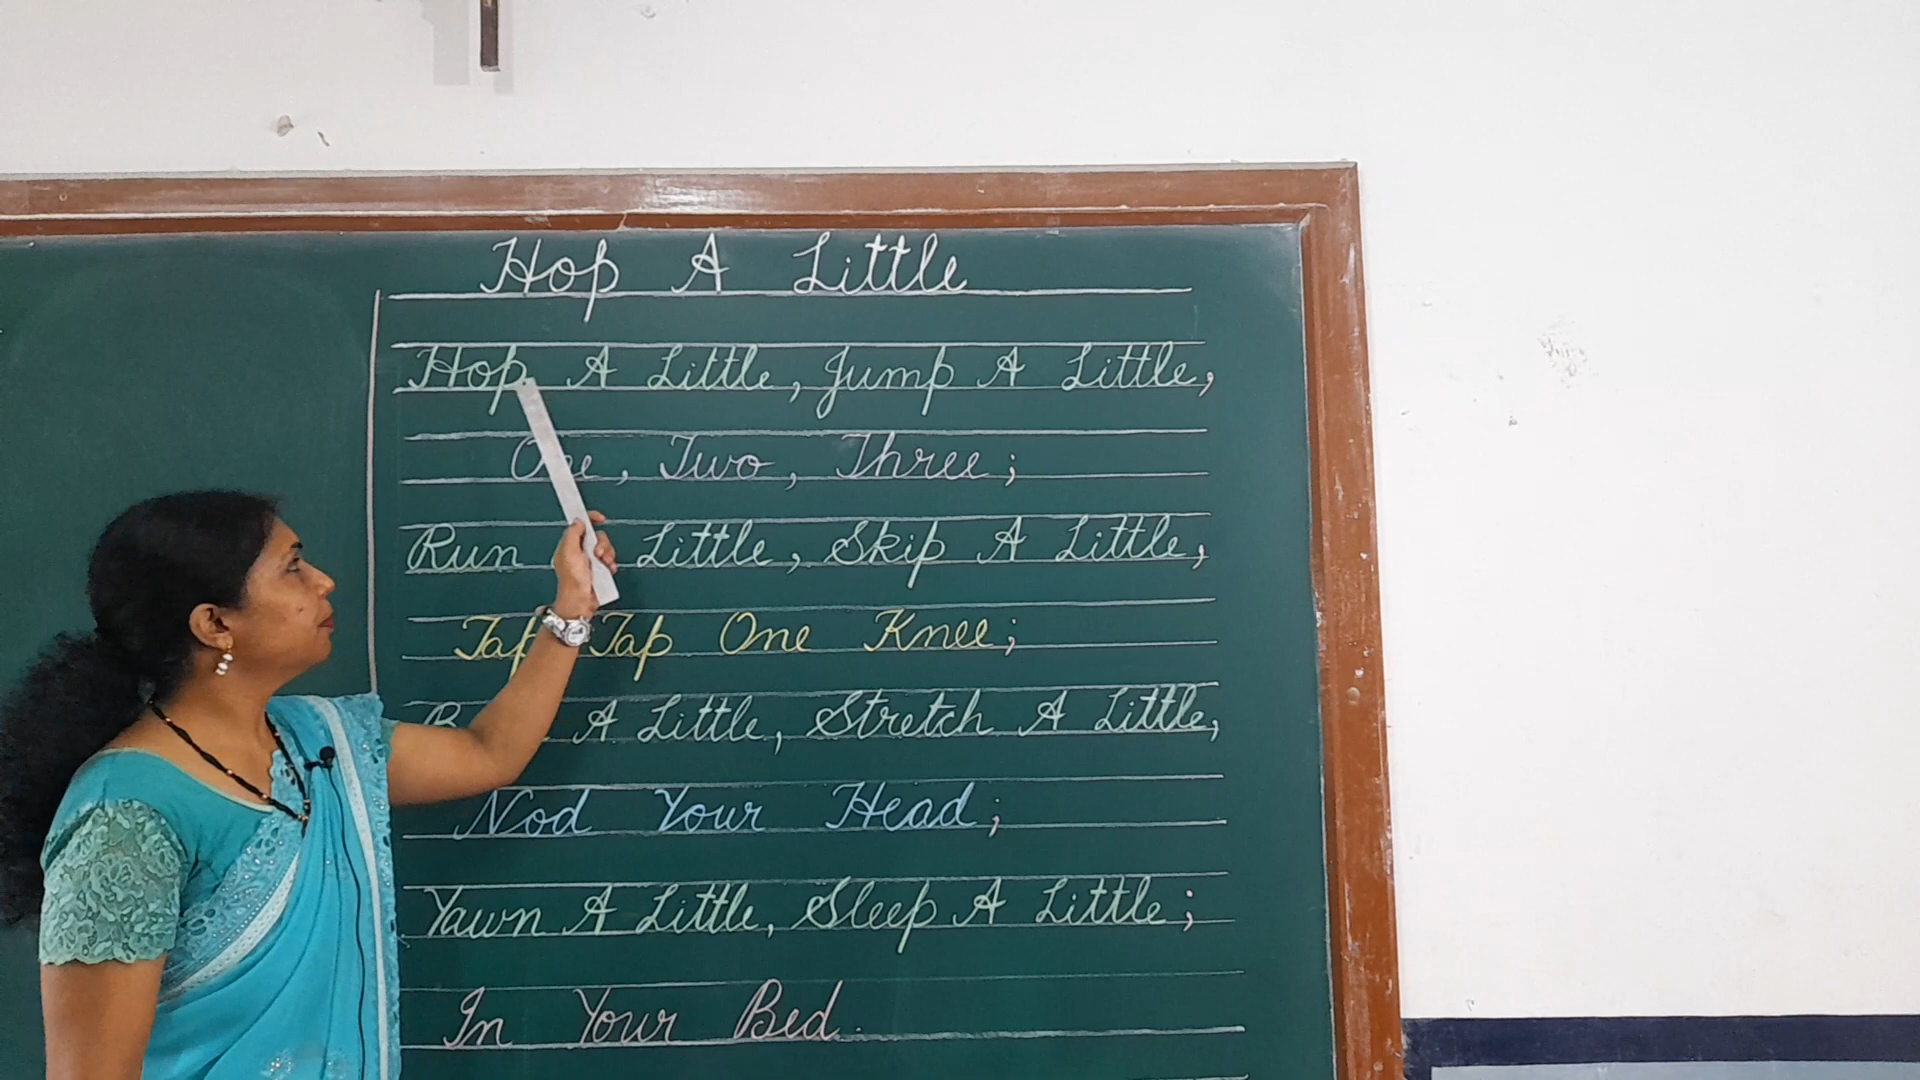 Hop A Little
Hop A Little, Jump A Little,
One, Two, Three;
Run Little, Skip A Little,
Tap Tap One Knee;
A Little, Stretch A Little,
Nod Your Head;
Yawn A Little, Sleep A Little;
In Your Bed.